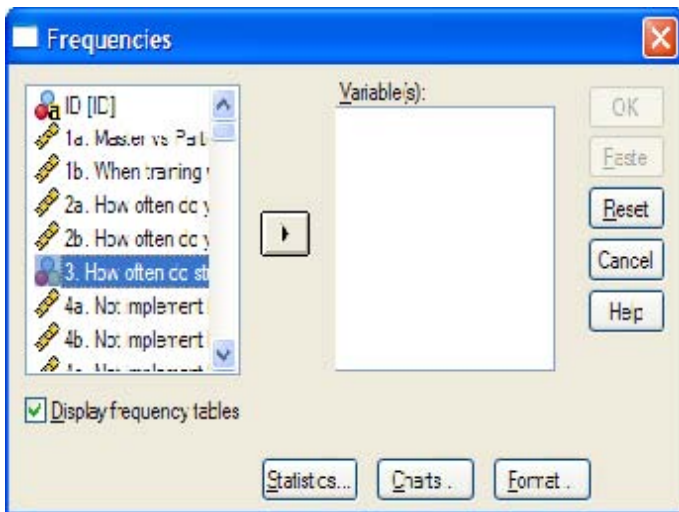 Frequencies
ID [ID]
1a. Master vs Part
1b. When training
2a. How often do y
2b. How often do y
3. How often do st
4a. Not implement
4b. Not implement
Variable(s):
OK
Paste
Reset
Cancel
Help
Display frequency tables
Statistics...
Charts...
Format...